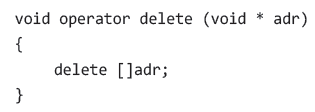 void operator delete (void * adr)
{
     delete []adr;
}